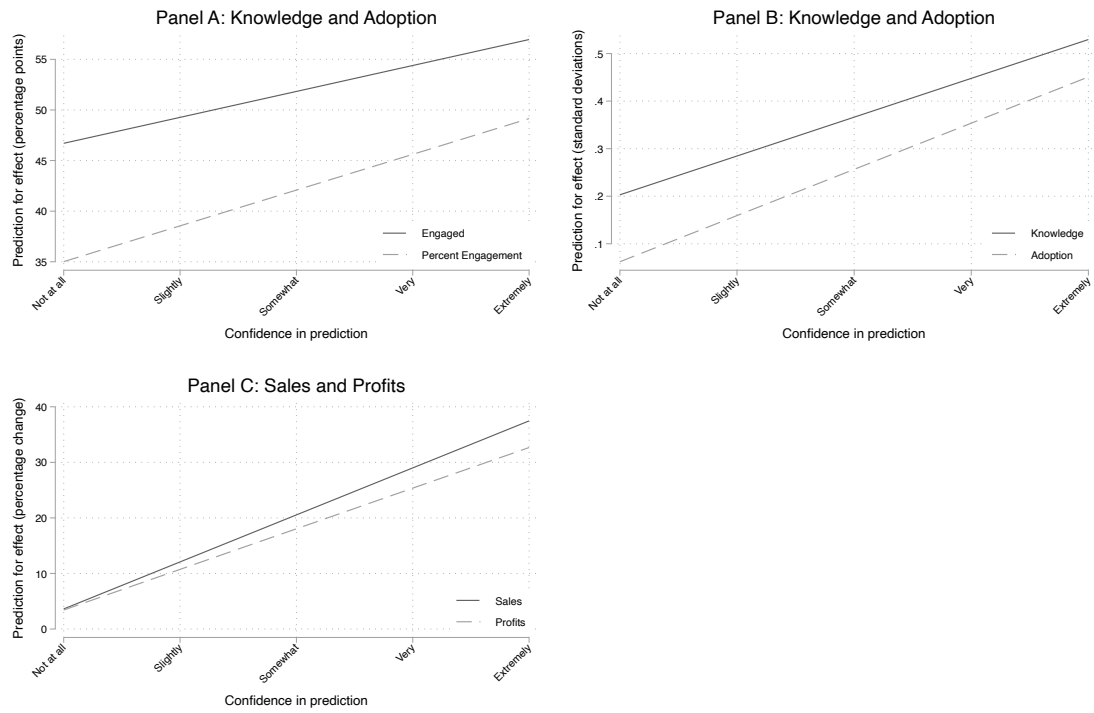 Panel A: Knowledge and Adoption
Prediction for effect (percentage points)
55
50
45
40
35
Engaged
Percent Engagement
Not at all
Slightly
Somewhat
Very
Extremely
Confidence in prediction
Panel B: Knowledge and Adoption
Prediction for effect (standard deviations)
.5
.4
.3
.2
.1
Knowledge
Adoption
Not at all
Slightly
Somewhat
Very
Extremely
Confidence in prediction
Panel C: Sales and Profits
Prediction for effect (percentage change)
40
30
20
10
0
Sales
Profits
Not at all
Slightly
Somewhat
Very
Extremely
Confidence in prediction